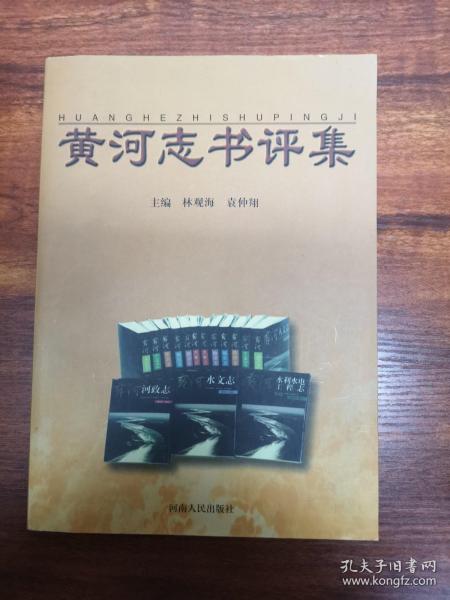 HUANGHEZHISHUPINGJI
黄河志书评集
主编 林观海 袁仲翔
河政志
水文志
水利水电
工程志
河南人民出版社
孔夫子旧书网
www.kongfz.com